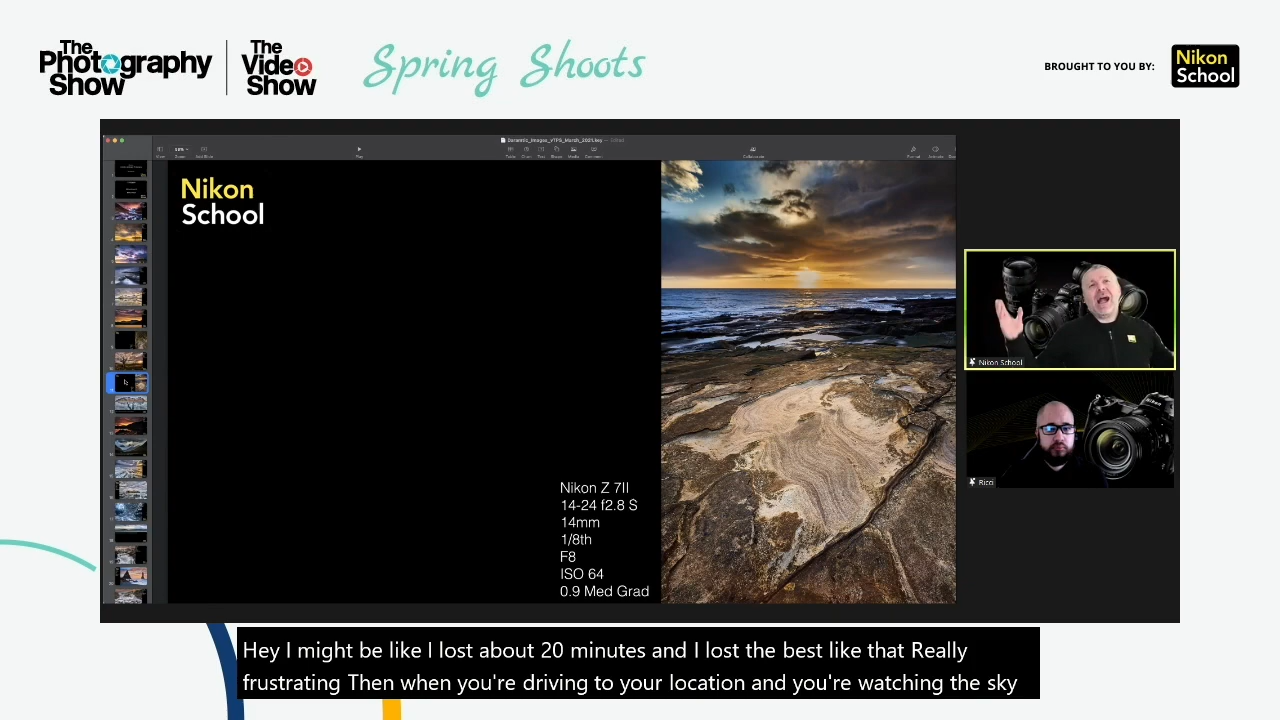 The
Photography
Show
The
Video
Show
Spring Shoots
BROUGHT TO YOU BY:
Nikon
School
Nikon
School
Nikon Z 7II
14-24 f2.8 S
14mm
1/8th
F8
ISO 64
0.9 Med Grad
Nikon School
Ricci
Hey I might be like I lost about 20 minutes and I lost the best like that Really
frustrating Then when you're driving to your location and you're watching the sky